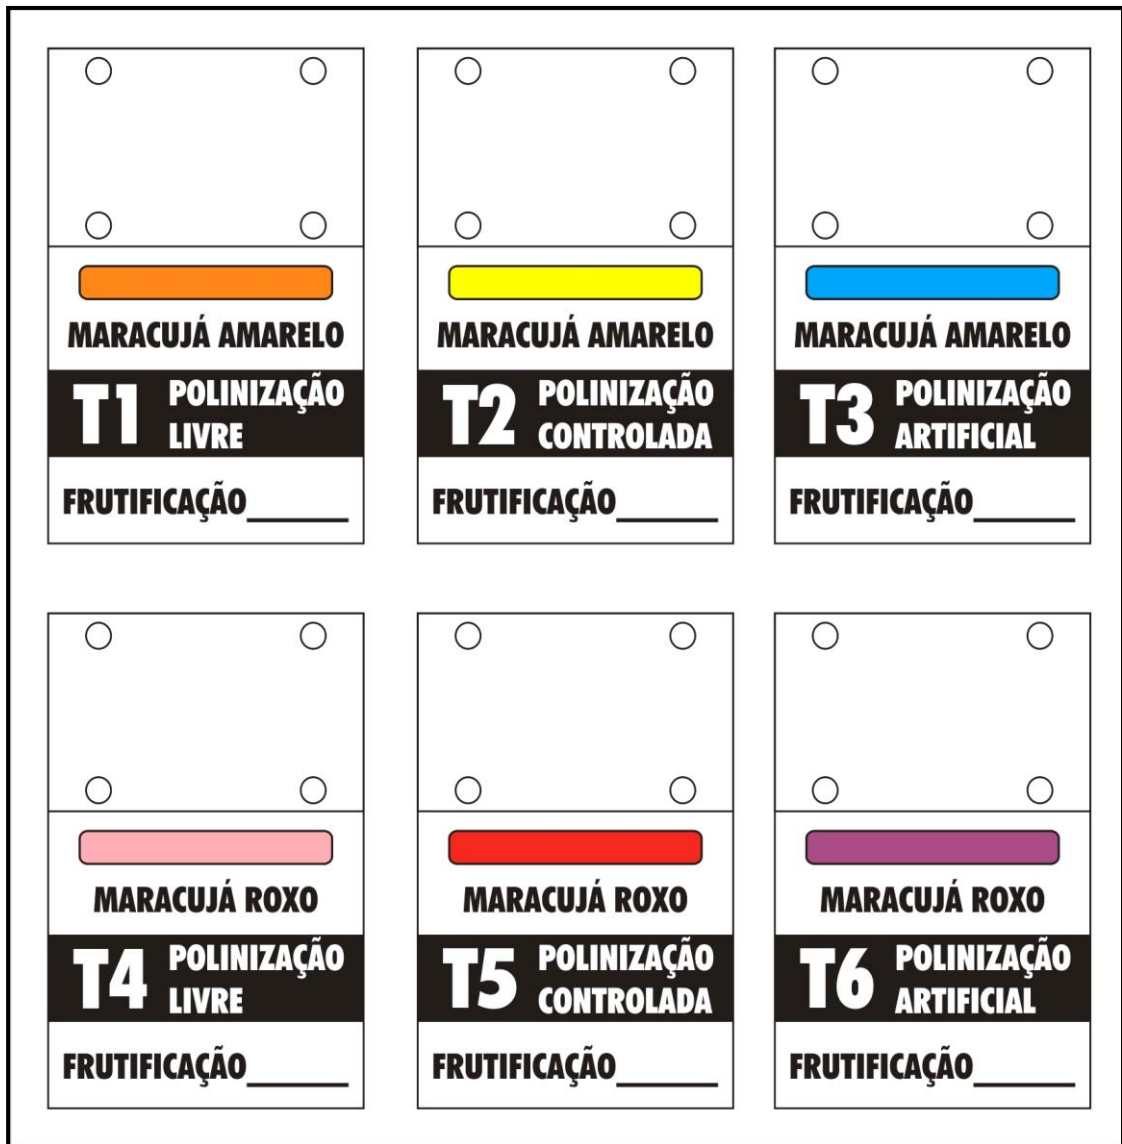 MARACUJÁ AMARELO
T1 POLINIZAÇÃO
LIVRE
FRUTIFICAÇÃO______
MARACUJÁ AMARELO
T2 POLINIZAÇÃO
CONTROLADA
FRUTIFICAÇÃO______
MARACUJÁ AMARELO
T3 POLINIZAÇÃO
ARTIFICIAL
FRUTIFICAÇÃO______
MARACUJÁ ROXO
T4 POLINIZAÇÃO
LIVRE
FRUTIFICAÇÃO______
MARACUJÁ ROXO
T5 POLINIZAÇÃO
CONTROLADA
FRUTIFICAÇÃO______
MARACUJÁ ROXO
T6 POLINIZAÇÃO
ARTIFICIAL
FRUTIFICAÇÃO______